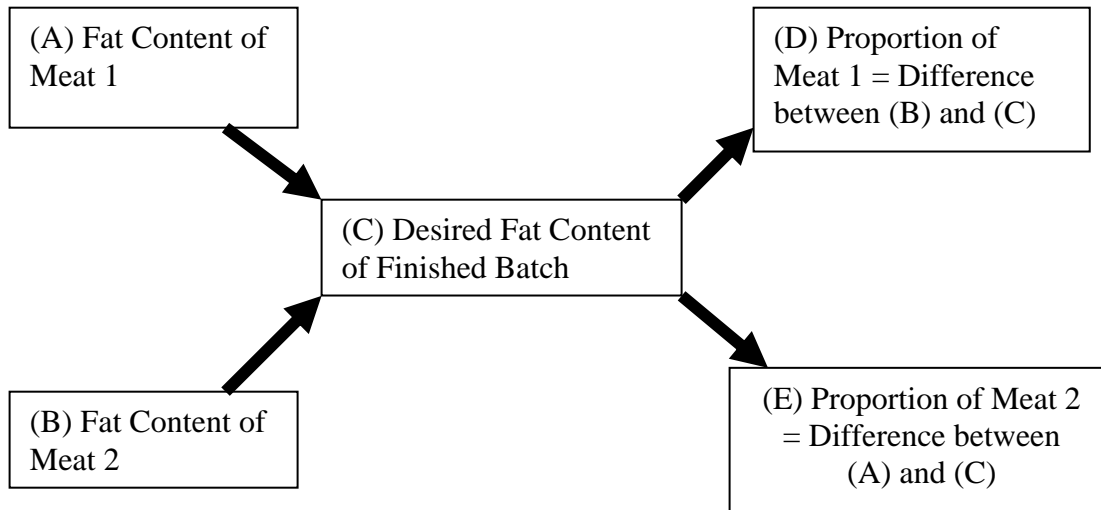 (A) Fat Content of
Meat 1
(D) Proportion of
Meat 1 = Difference
between (B) and (C)
(C) Desired Fat Content
of Finished Batch
(B) Fat Content of
Meat 2
(E) Proportion of Meat 2
= Difference between
(A) and (C)